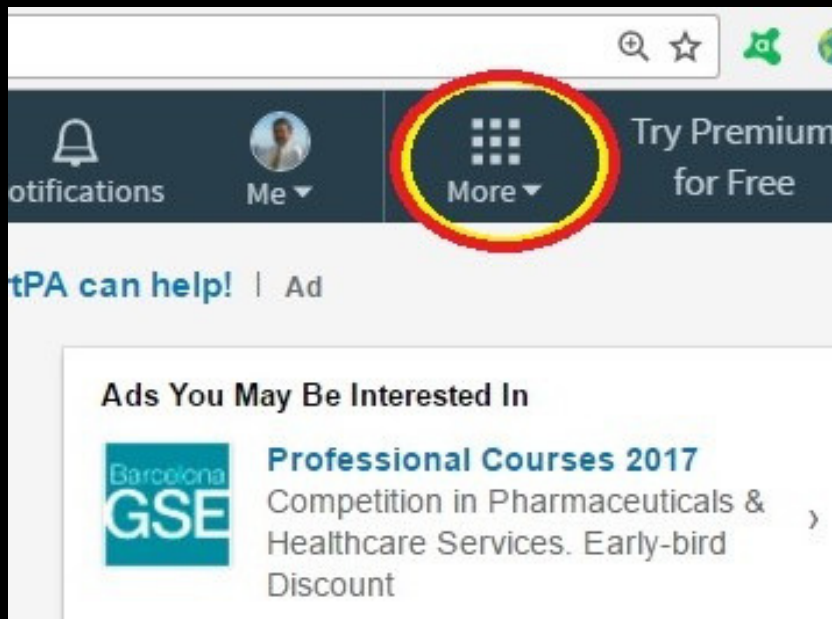 otifications
Me
More
Try Premium
for Free
tPA can help! | Ad
Ads You May Be Interested In
Barcelona
GSE
Professional Courses 2017
Competition in Pharmaceuticals &
Healthcare Services. Early-bird
Discount